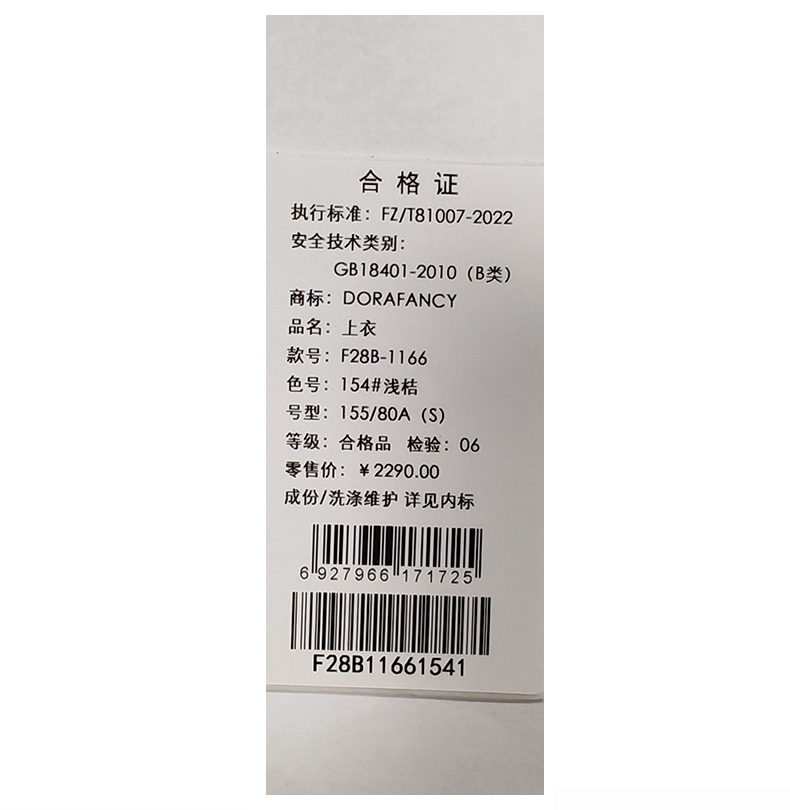 合格证
执行标准：FZ/T81007-2022
安全技术类别：
GB18401-2010（B类）
商标：DORAFANCY
品名：上衣
款号：F28B-1166
色号：154#浅桔
号型：155/80A（S）
等级：合格品 检验：06
零售价：￥2290.00
成份/洗涤维护 详见内标
6 927966 171725
F28B11661541